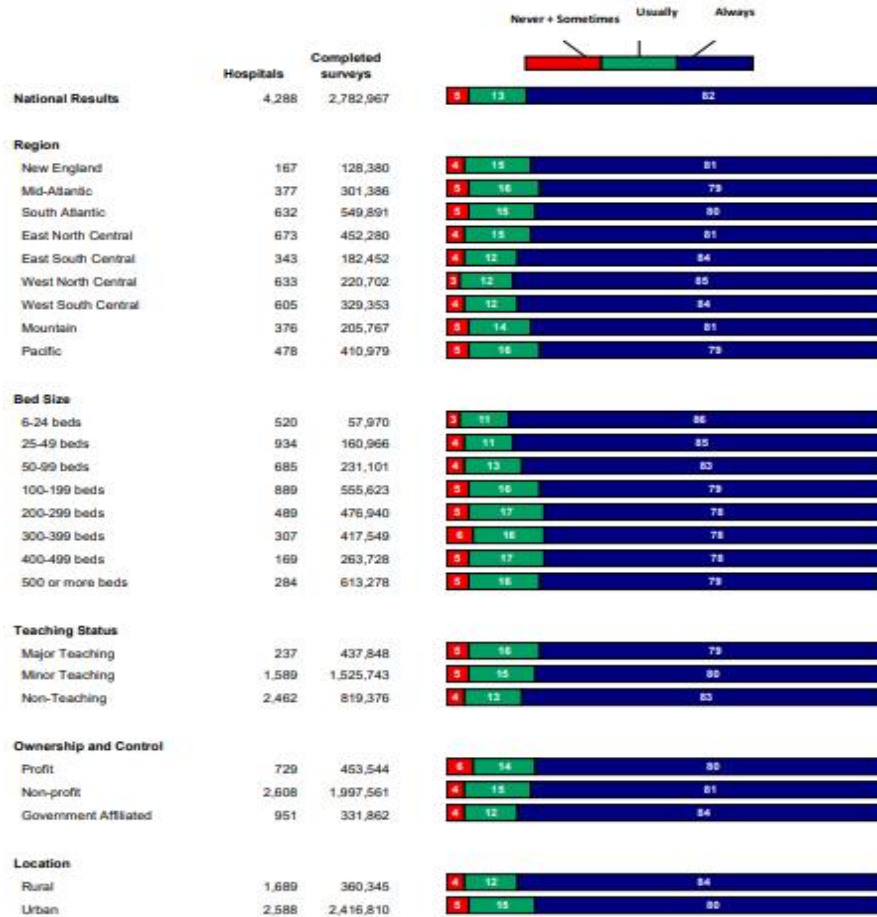 Never + Sometimes Usually Always
Completed
Hospitals surveys
National Results 4,288 2,782,967 5 13 82
Region
New England 167 128,380 4 15 81
Mid-Atlantic 377 301,386 5 16 79
South Atlantic 632 549,891 5 15 80
East North Central 673 452,280 4 15 81
East South Central 343 182,452 4 12 84
West North Central 633 220,702 3 12 85
West South Central 605 329,353 4 12 84
Mountain 376 205,767 5 14 81
Pacific 478 410,979 5 16 79
Bed Size
6-24 beds 520 57,970 3 11 86
25-49 beds 934 160,966 4 11 85
50-99 beds 685 231,101 4 13 83
100-199 beds 889 555,623 5 16 79
200-299 beds 489 476,940 5 17 78
300-399 beds 307 417,549 6 16 78
400-499 beds 169 263,728 5 17 78
500 or more beds 284 613,278 5 16 79
Teaching Status
Major Teaching 237 437,848 5 16 79
Minor Teaching 1,589 1,525,743 5 15 80
Non-Teaching 2,462 819,376 4 13 83
Ownership and Control
Profit 729 453,544 6 14 80
Non-profit 2,608 1,997,561 4 15 81
Government Affiliated 951 331,862 4 12 84
Location
Rural 1,689 360,345 4 12 84
Urban 2,588 2,416,810 5 15 80